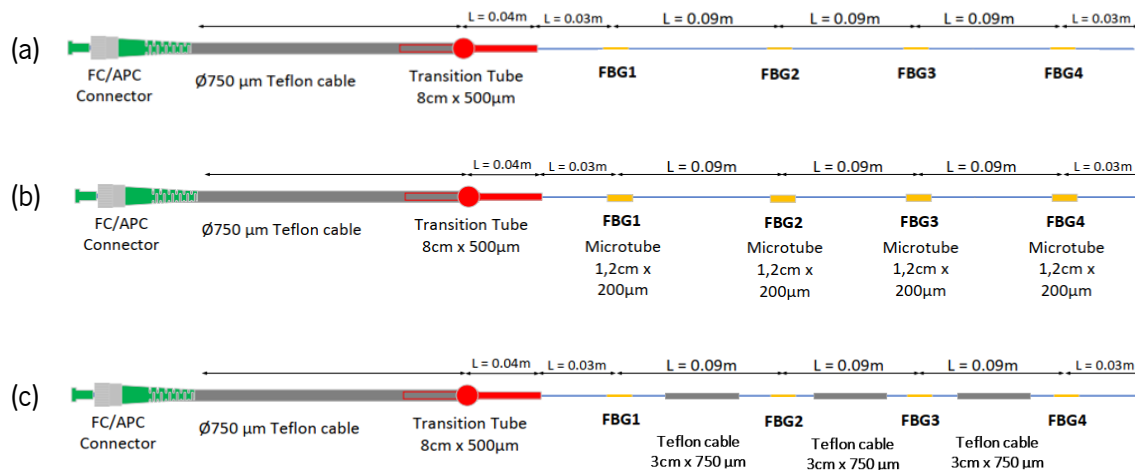 L = 0.04m
L = 0.03m
L = 0.09m
L = 0.09m
L = 0.09m
L = 0.03m
(a)
FC/APC
Connector
Ø750 μm Teflon cable
Transition Tube
8cm x 500μm
FBG1
FBG2
FBG3
FBG4
L = 0.04m
L = 0.03m
L = 0.09m
L = 0.09m
L = 0.09m
L = 0.03m
(b)
FC/APC
Connector
Ø750 μm Teflon cable
Transition Tube
8cm x 500μm
FBG1
Microtube
1,2cm x
200μm
FBG2
Microtube
1,2cm x
200μm
FBG3
Microtube
1,2cm x
200μm
FBG4
Microtube
1,2cm x
200μm
L = 0.04m
L = 0.03m
L = 0.09m
L = 0.09m
L = 0.09m
L = 0.03m
(c)
FC/APC
Connector
Ø750 μm Teflon cable
Transition Tube
8cm x 500μm
FBG1
FBG2
FBG3
FBG4
Teflon cable
3cm x 750 μm
Teflon cable
3cm x 750 μm
Teflon cable
3cm x 750 μm